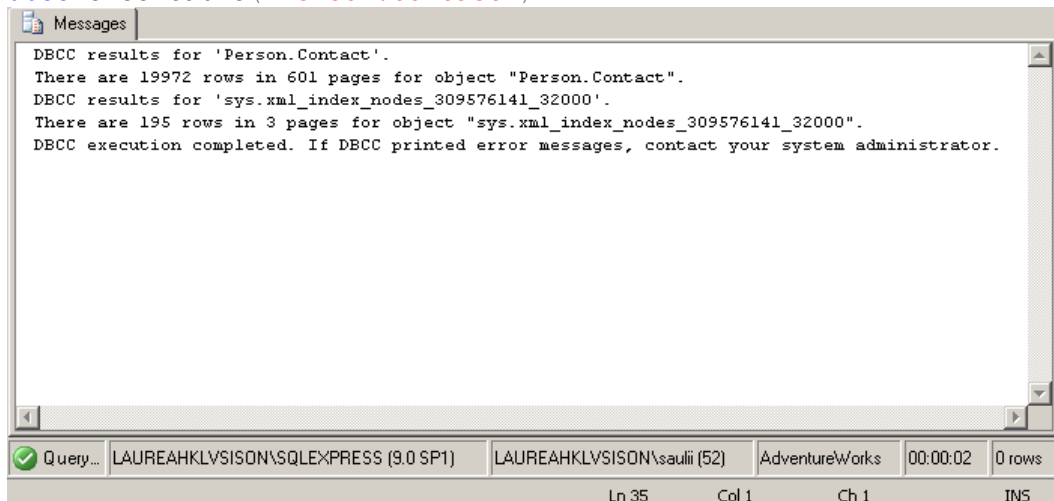 Messages
DBCC results for 'Person.Contact'.
There are 19972 rows in 601 pages for object "Person.Contact".
DBCC results for 'sys.xml_index_nodes_309576141_32000'.
There are 195 rows in 3 pages for object "sys.xml_index_nodes_309576141_32000".
DBCC execution completed. If DBCC printed error messages, contact your system administrator.
Query... LAUREAHKLVSISON\SQLEXPRESS (9.0 SP1) LAUREAHKLVSISON\saulii (52) AdventureWorks 00:00:02 0 rows
Ln 35 Col 1 Ch 1 INS